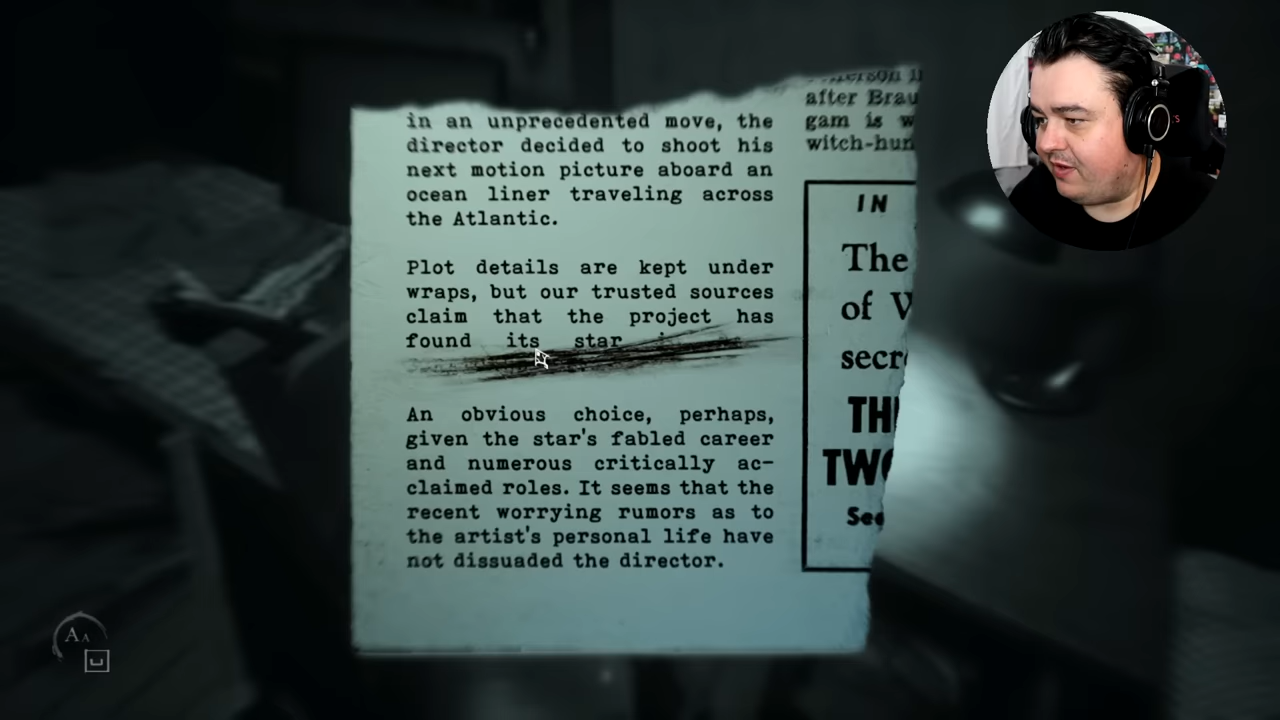 in an unprecedented move, the
director decided to shoot his
next motion picture aboard an
ocean liner traveling across
the Atlantic.
Plot details are kept under
wraps, but our trusted sources
claim that the project has
found its star
An obvious choice, perhaps,
given the star's fabled career
and numerous critically ac-
claimed roles. It seems that the
recent worrying rumors as to
the artist's personal life have
not dissuaded the director.
after Brau
gam is w
witch-hun
IN
The
of
secr
TH
TWO
See
AA